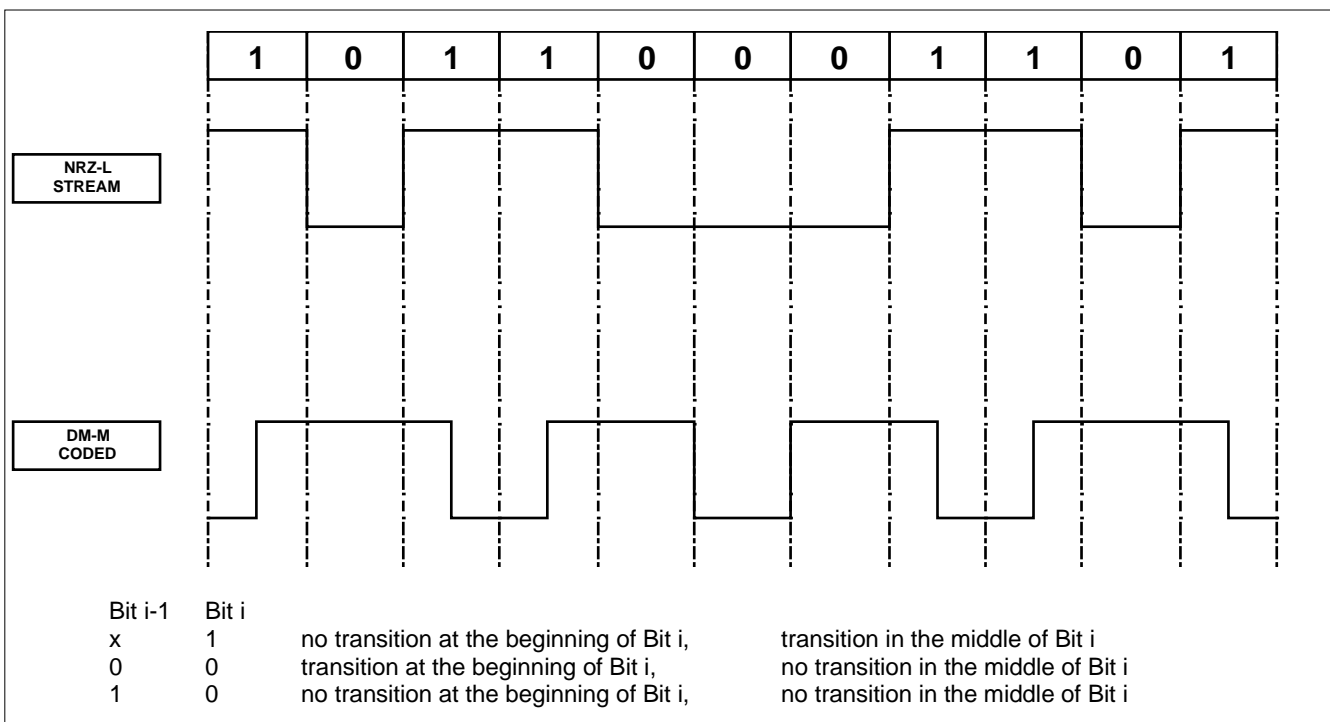 1 0 1 1 0 0 0 1 1 0 1
NRZ-L
STREAM
DM-M
CODED
Bit i-1 Bit i
x 1 no transition at the beginning of Bit i, transition in the middle of Bit i
0 0 transition at the beginning of Bit i, no transition in the middle of Bit i
1 0 no transition at the beginning of Bit i, no transition in the middle of Bit i